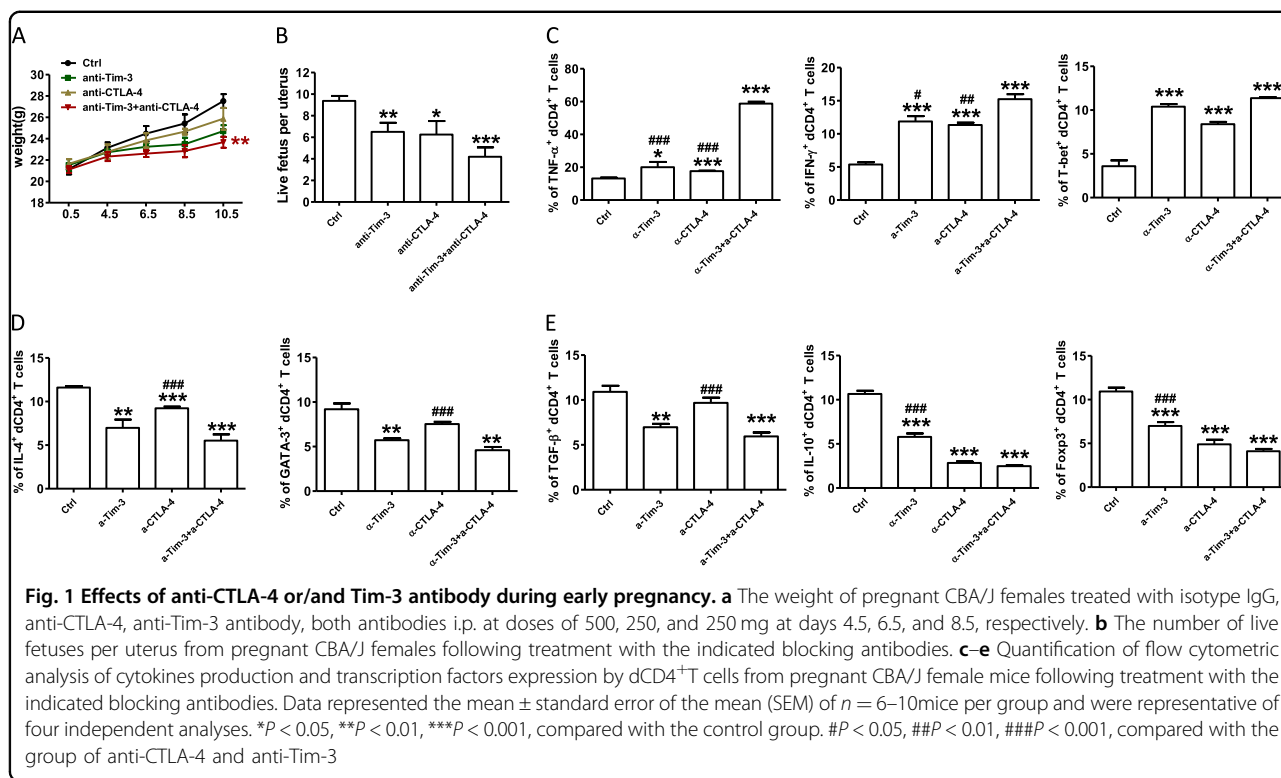 A
Ctrl
anti-Tim-3
anti-CTLA-4
anti-Tim-3+anti-CTLA-4
weight(g)
30
28
26
24
22
20
18
**
0.5 4.5 6.5 8.5 10.5
B
Live fetus per uterus
12
10
8
6
4
2
0
** * ***
Ctrl
anti-Tim-3
anti-CTLA-4
anti-Tim-3+anti-CTLA-4
C
% of TNF-α+ dCD4+ T cells
80
60
40
20
0
### ### ***
* ***
Ctrl
α-Tim-3
α-CTLA-4
α-Tim-3+a-CTLA-4
% of IFN-γ+ dCD4+ T cells
20
15
10
5
0
# ## ***
*** ***
Ctrl
a-Tim-3
a-CTLA-4
a-Tim-3+a-CTLA-4
% of T-bet+ dCD4+ T cells
15
10
5
0
*** *** ***
Ctrl
α-Tim-3
α-CTLA-4
α-Tim-3+a-CTLA-4
D
% of IL-4+ dCD4+ T cells
15
10
5
0
###
** *** ***
Ctrl
a-Tim-3
a-CTLA-4
a-Tim-3+a-CTLA-4
% of GATA-3+ dCD4+ T cells
15
10
5
0
** ### **
Ctrl
α-Tim-3
α-CTLA-4
α-Tim-3+a-CTLA-4
E
% of TGF-β+ dCD4+ T cells
15
10
5
0
** ### ***
Ctrl
a-Tim-3
a-CTLA-4
a-Tim-3+a-CTLA-4
% of IL-10+ dCD4+ T cells
15
10
5
0
###
*** *** ***
Ctrl
α-Tim-3
α-CTLA-4
α-Tim-3+a-CTLA-4
% of Foxp3+ dCD4+ T cells
15
10
5
0
###
*** *** ***
Ctrl
a-Tim-3
a-CTLA-4
a-Tim-3+a-CTLA-4
Fig. 1 Effects of anti-CTLA-4 or/and Tim-3 antibody during early pregnancy. a The weight of pregnant CBA/J females treated with isotype IgG,
anti-CTLA-4, anti-Tim-3 antibody, both antibodies i.p. at doses of 500, 250, and 250 mg at days 4.5, 6.5, and 8.5, respectively. b The number of live
fetuses per uterus from pregnant CBA/J females following treatment with the indicated blocking antibodies. c–e Quantification of flow cytometric
analysis of cytokines production and transcription factors expression by dCD4+T cells from pregnant CBA/J female mice following treatment with the
indicated blocking antibodies. Data represented the mean ± standard error of the mean (SEM) of n = 6–10mice per group and were representative of
four independent analyses. *P < 0.05, **P < 0.01, ***P < 0.001, compared with the control group. #P < 0.05, ##P < 0.01, ###P < 0.001, compared with the
group of anti-CTLA-4 and anti-Tim-3